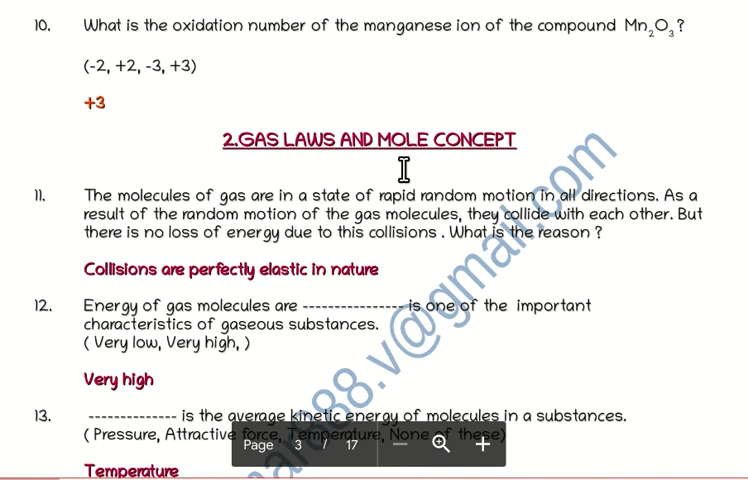 10. What is the oxidation number of the manganese ion of the compound Mn₂O₃?
(-2, +2, -3, +3)
+3
2.GAS LAWS AND MOLE CONCEPT
11. The molecules of gas are in a state of rapid random motion in all directions. As a
result of the random motion of the gas molecules, they collide with each other. But
there is no loss of energy due to this collisions . What is the reason ?
Collisions are perfectly elastic in nature
12. Energy of gas molecules are ---------------- is one of the important
characteristics of gaseous substances.
( Very low, Very high, )
Very high
13. -------------- is the average kinetic energy of molecules in a substances.
( Pressure, Attractive force, Temperature, None of these)
Page 3 / 17
Temperature
888.v@gmail.com